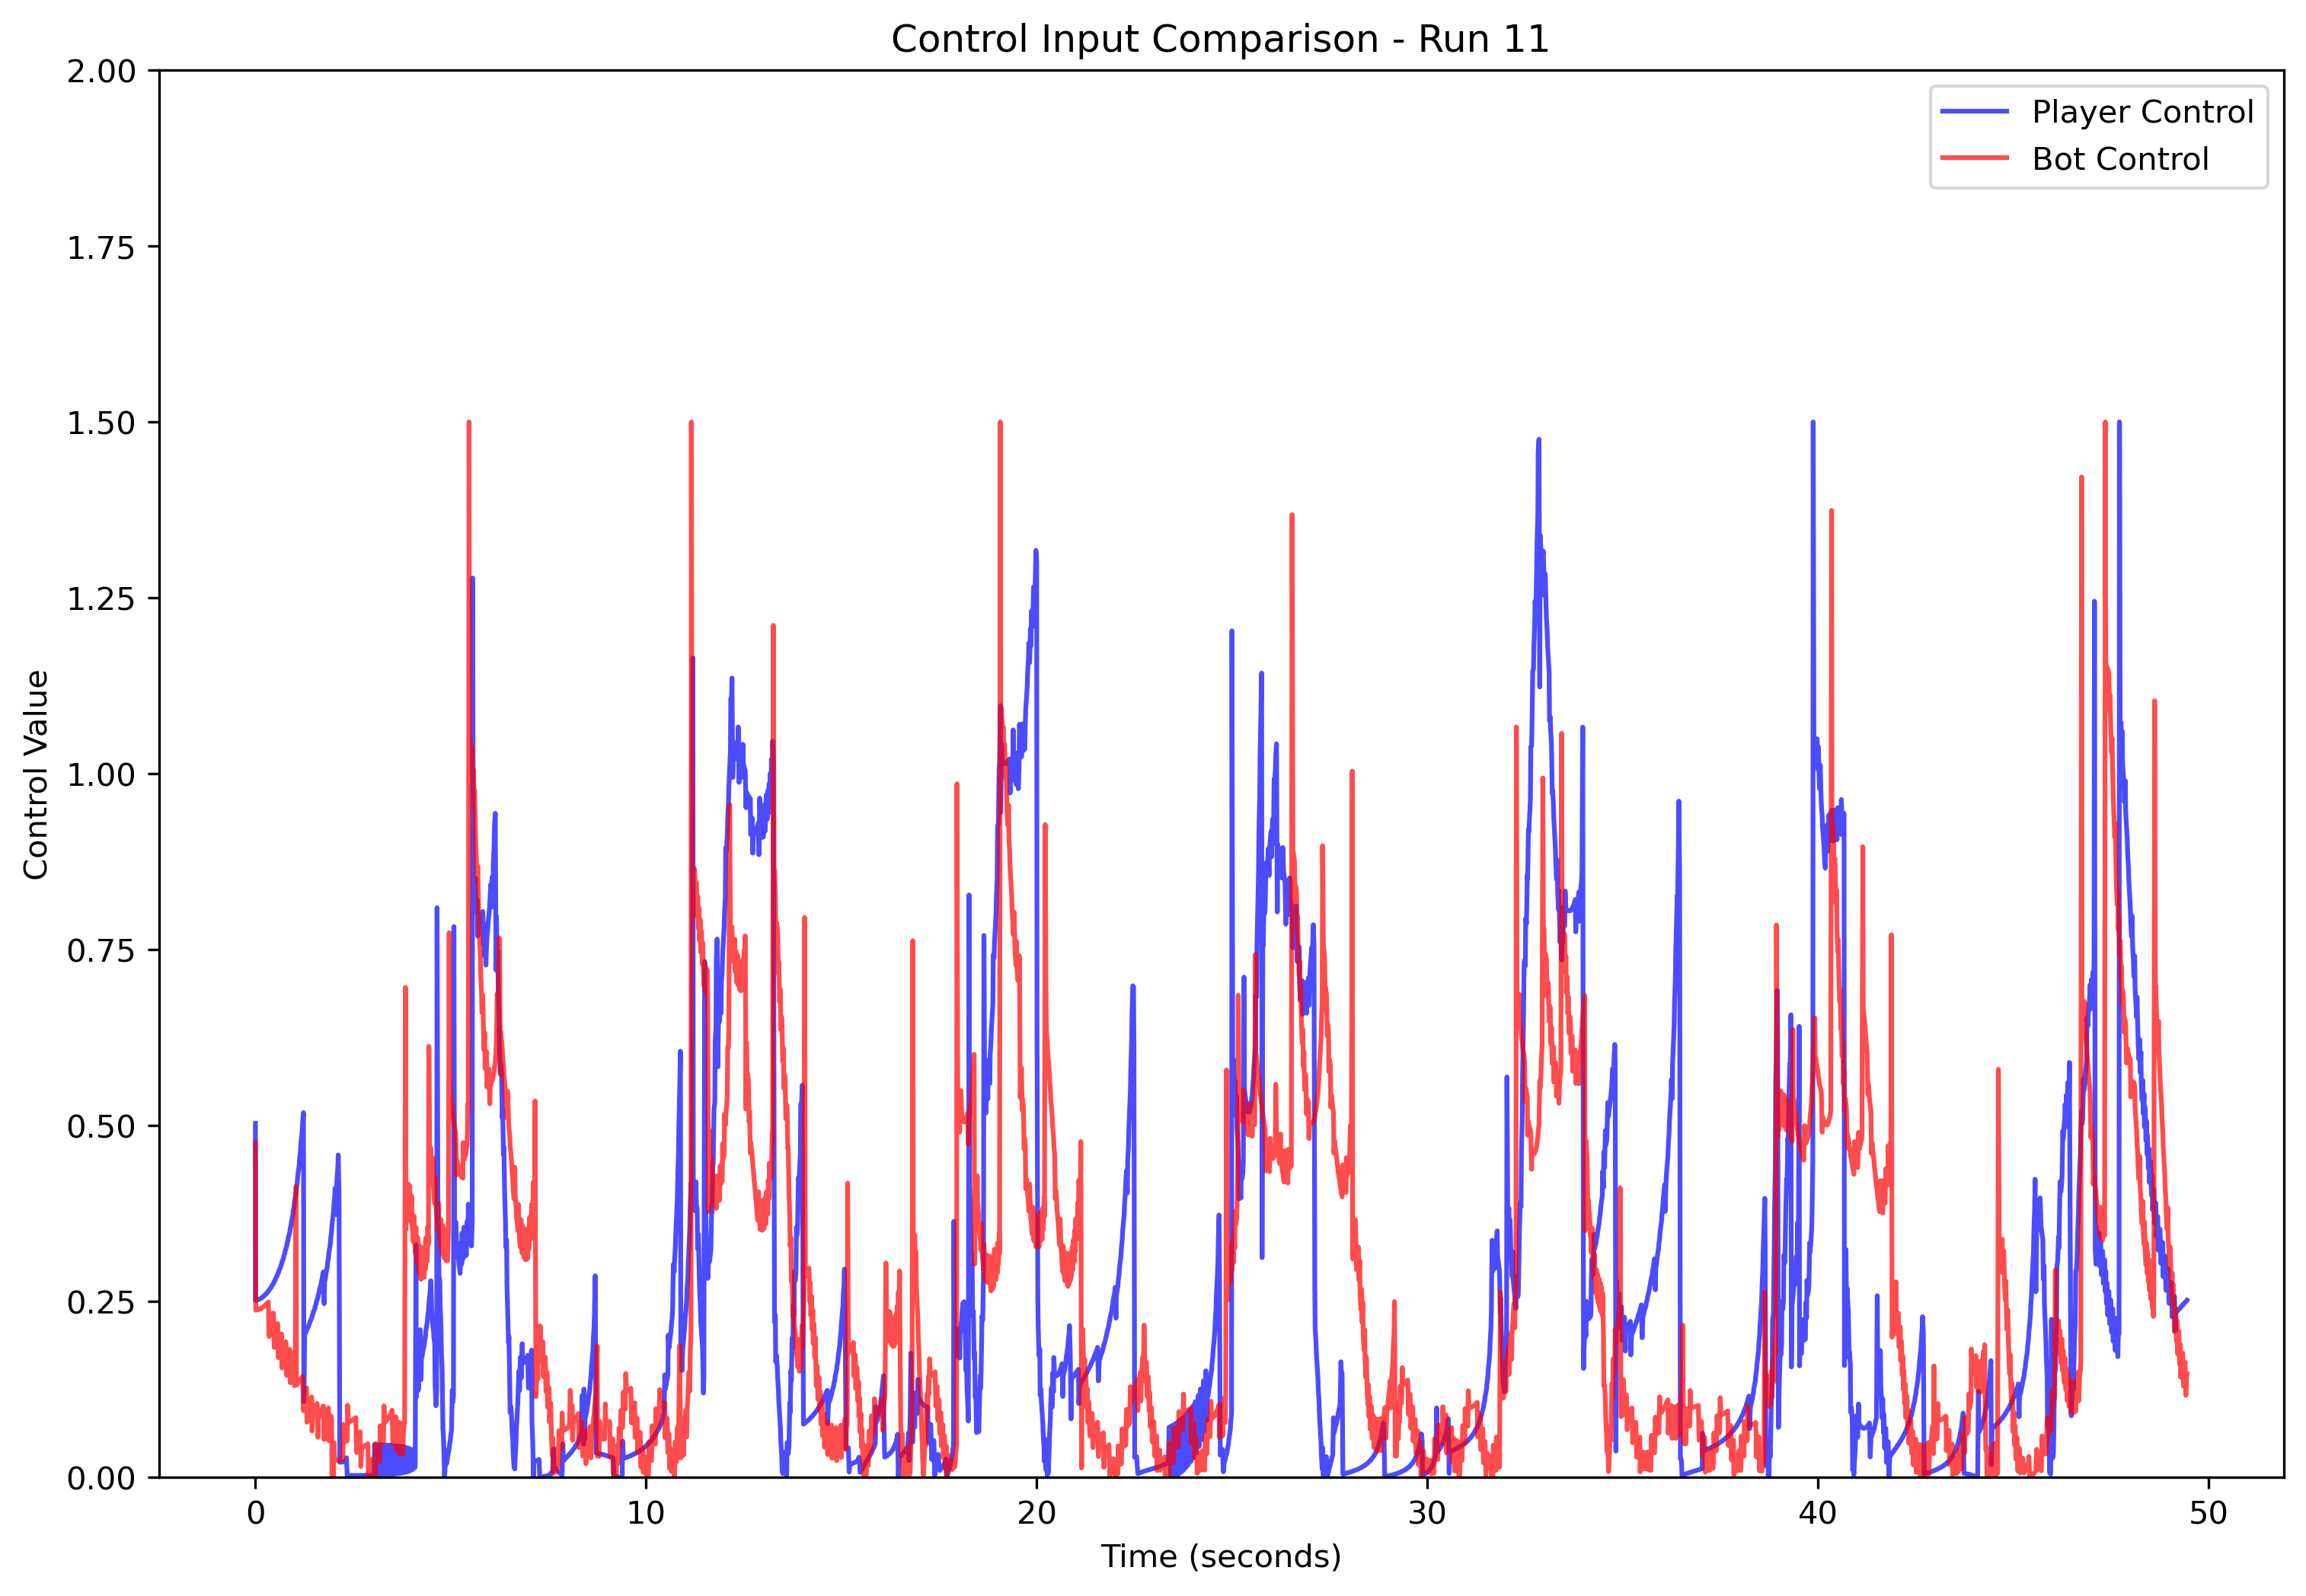 Control Input Comparison - Run 11
Player Control
Bot Control
Control Value
2.00
1.75
1.50
1.25
1.00
0.75
0.50
0.25
0.00
0 10 20 30 40 50
Time (seconds)